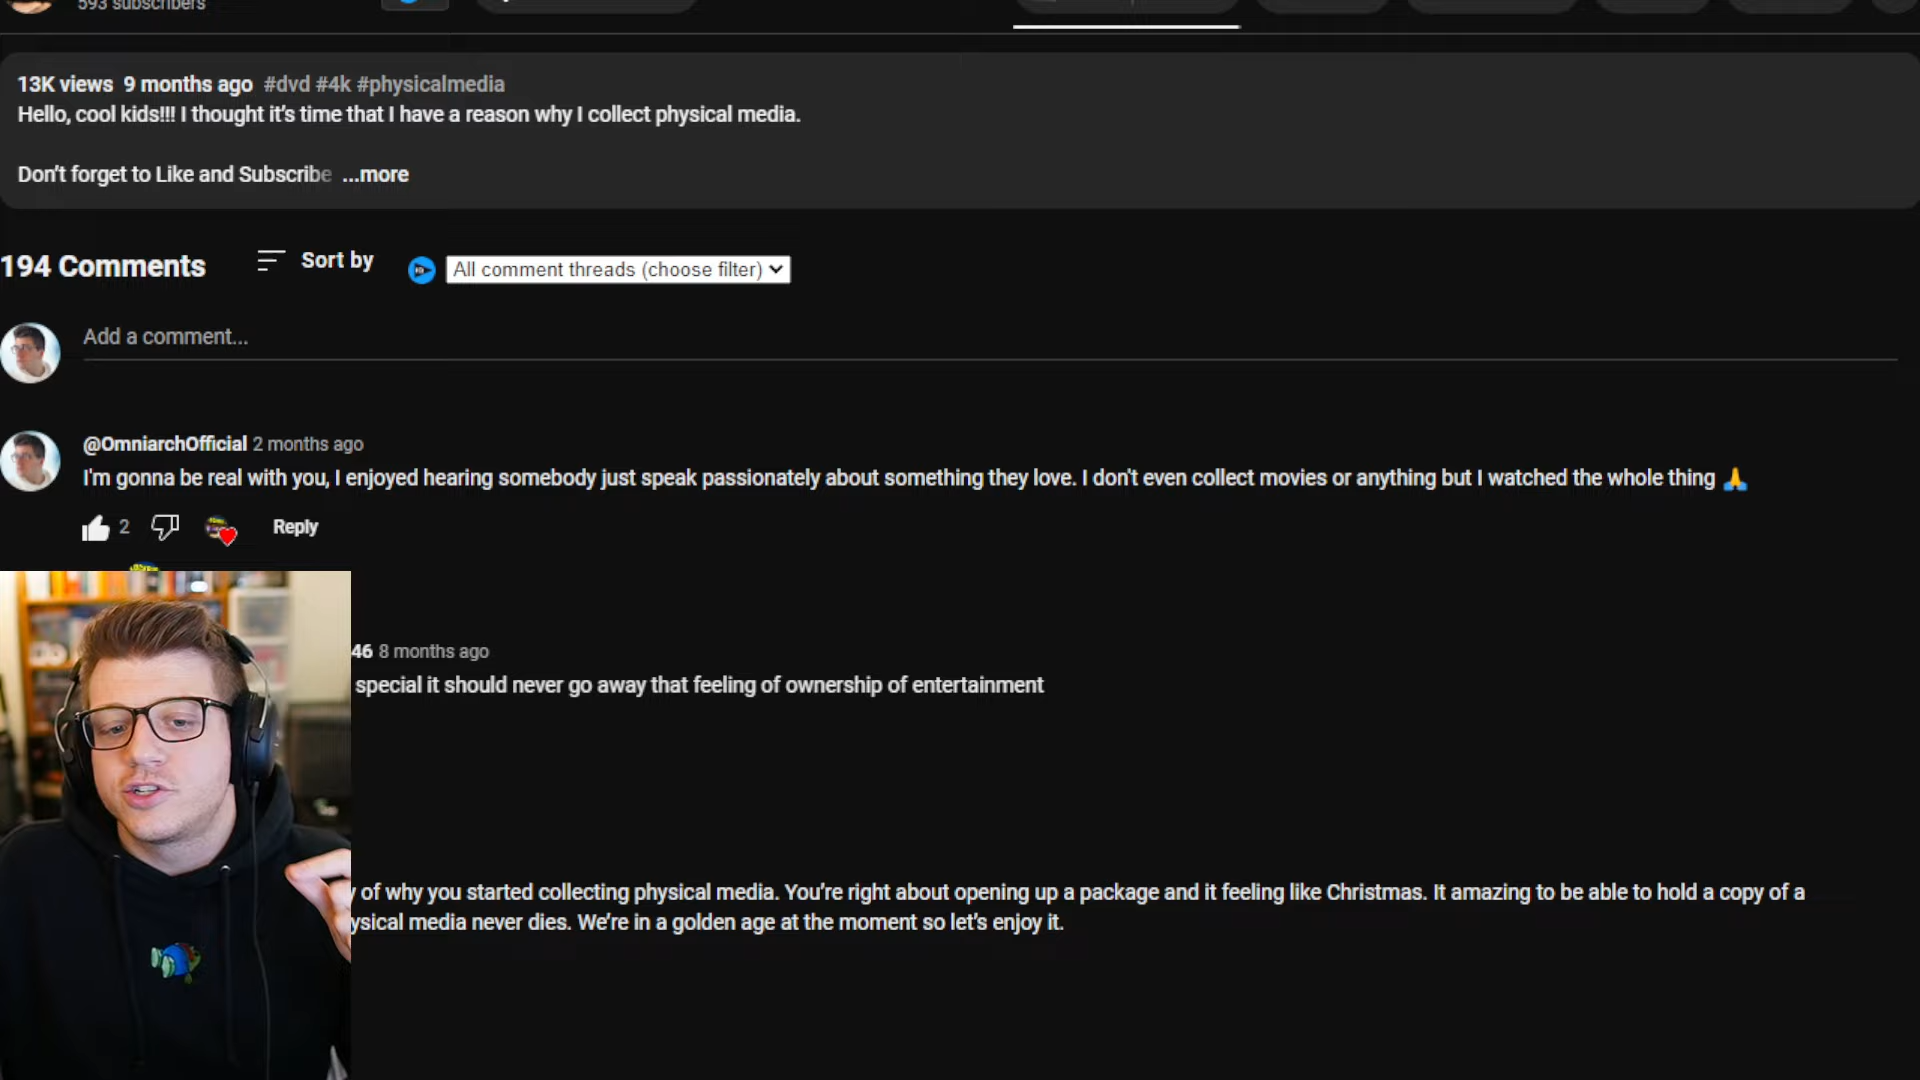 593 subscribers
13K views 9 months ago #dvd #4k #physicalmedia
Hello, cool kids!!! I thought it's time that I have a reason why I collect physical media.
Don't forget to Like and Subscribe ...more
194 Comments Sort by All comment threads (choose filter)
Add a comment...
@OmniarchOfficial 2 months ago
I'm gonna be real with you, I enjoyed hearing somebody just speak passionately about something they love. I don't even collect movies or anything but I watched the whole thing 🙏
2 Reply
46 8 months ago
special it should never go away that feeling of ownership of entertainment
of why you started collecting physical media. You're right about opening up a package and it feeling like Christmas. It amazing to be able to hold a copy of a
ysical media never dies. We're in a golden age at the moment so let's enjoy it.